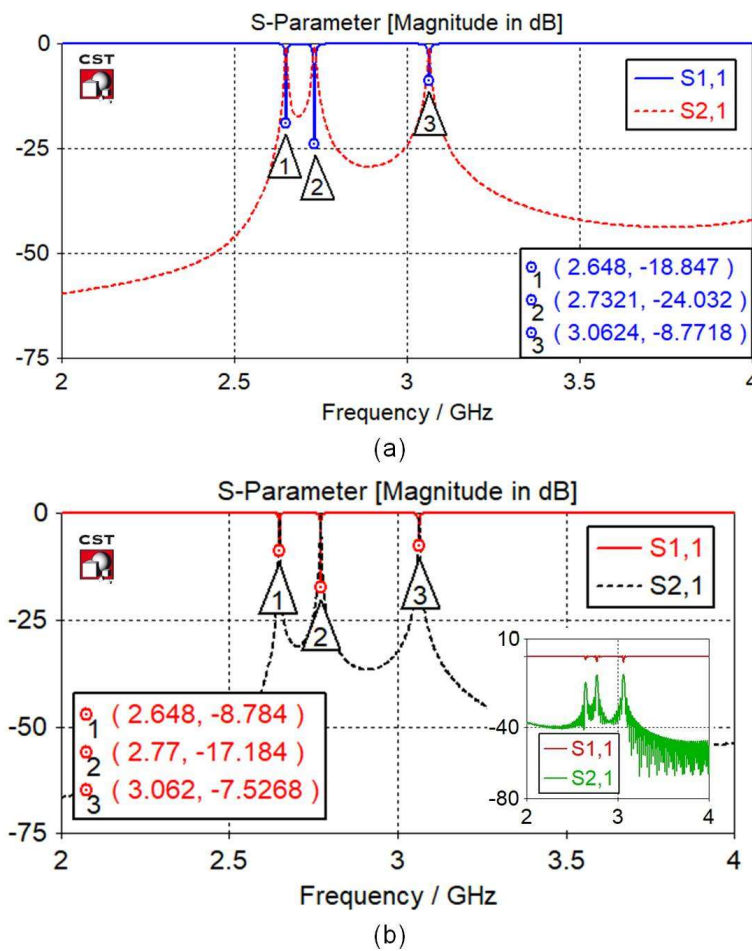 S-Parameter [Magnitude in dB]
0
CST
S1,1
S2,1
-25
1
2
3
-50
1 ( 2.648, -18.847 )
2 ( 2.7321, -24.032 )
3 ( 3.0624, -8.7718 )
-75
2 2.5 3 3.5 4
Frequency / GHz
(a)
S-Parameter [Magnitude in dB]
0
CST
S1,1
S2,1
-25
1
2
3
-50
1 ( 2.648, -8.784 )
2 ( 2.77, -17.184 )
3 ( 3.062, -7.5268 )
10
-40
S1,1
S2,1
-80
2 3 4
-75
2 2.5 3 3.5 4
Frequency / GHz
(b)